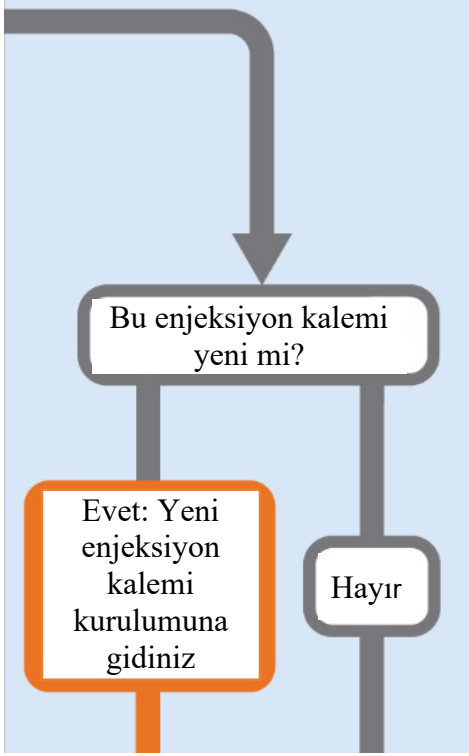 Bu enjeksiyon kalemi
yeni mi?
Evet: Yeni
enjeksiyon
kalemi
kurulumuna
gidiniz
Hayır